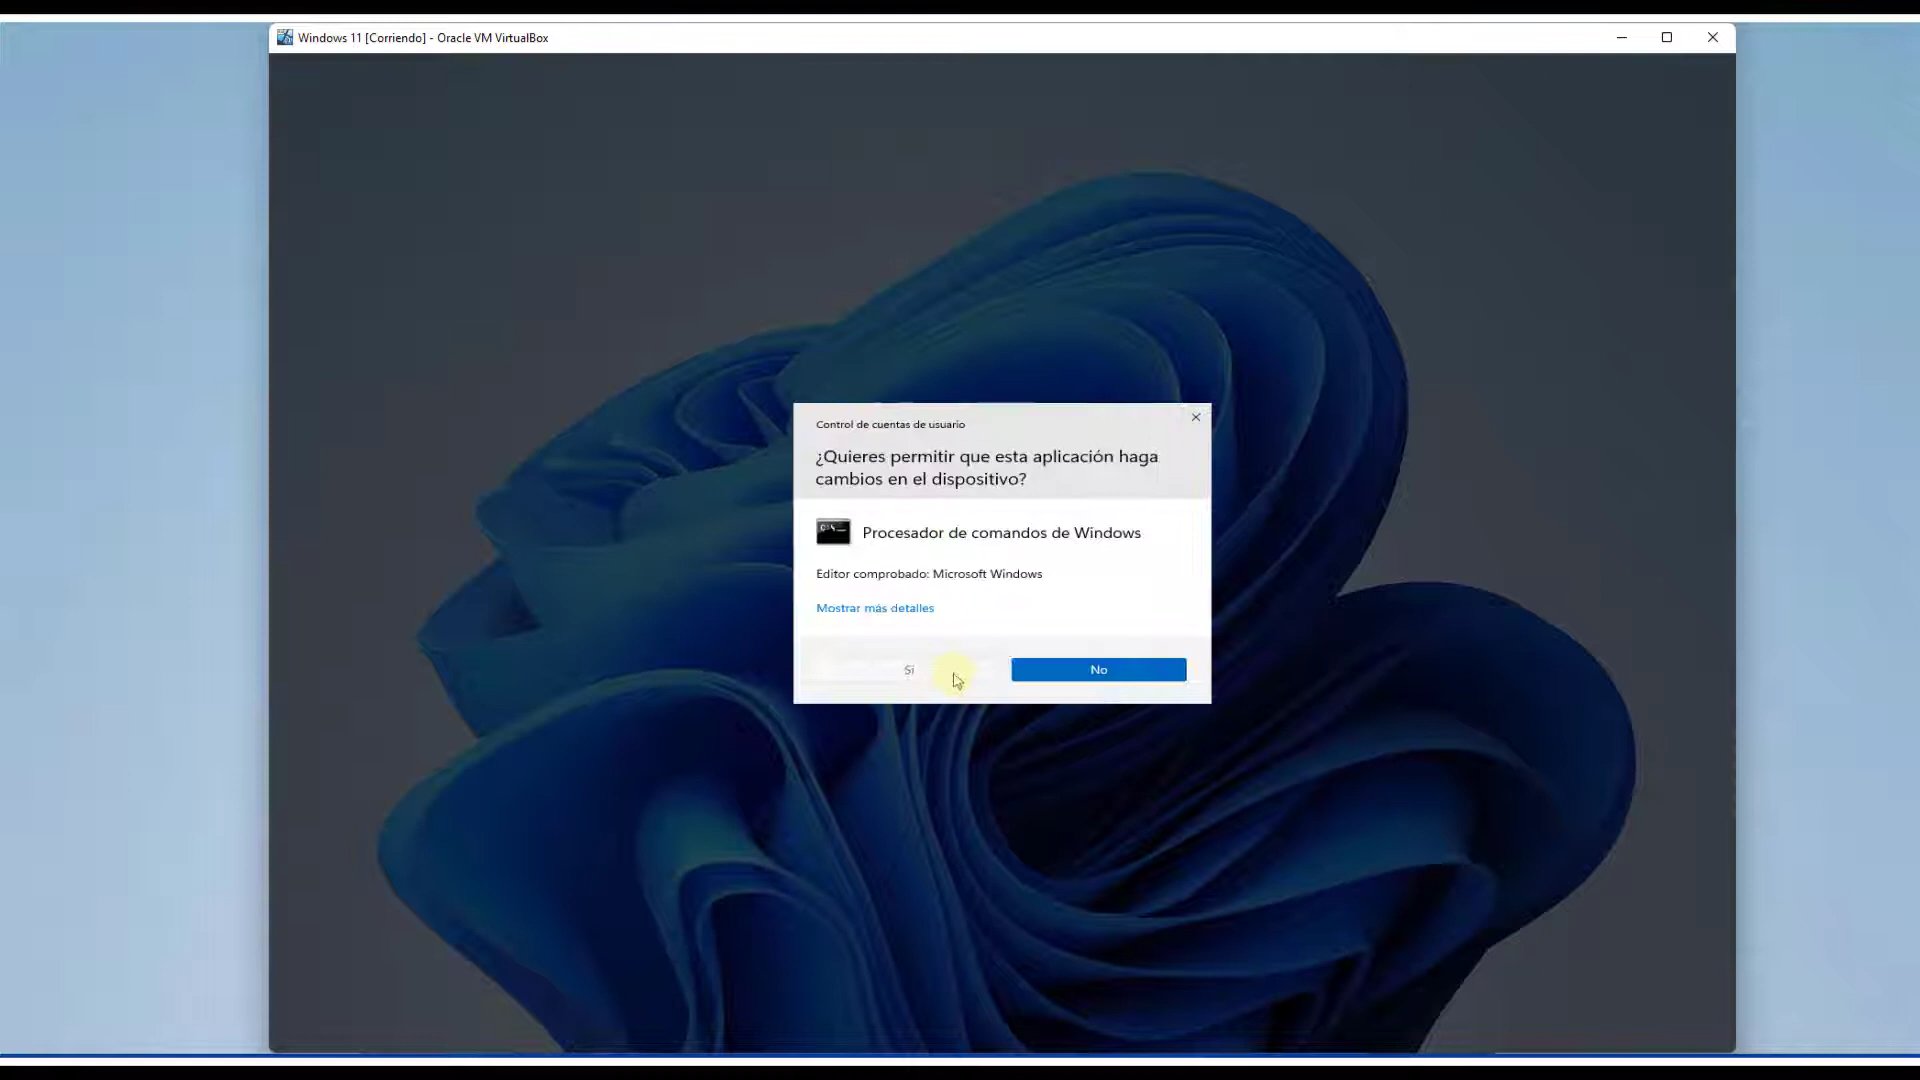 Windows 11 [Corriendo] - Oracle VM VirtualBox
Control de cuentas de usuario
¿Quieres permitir que esta aplicación haga
cambios en el dispositivo?
Procesador de comandos de Windows
Editor comprobado: Microsoft Windows
Mostrar más detalles
Sí
No